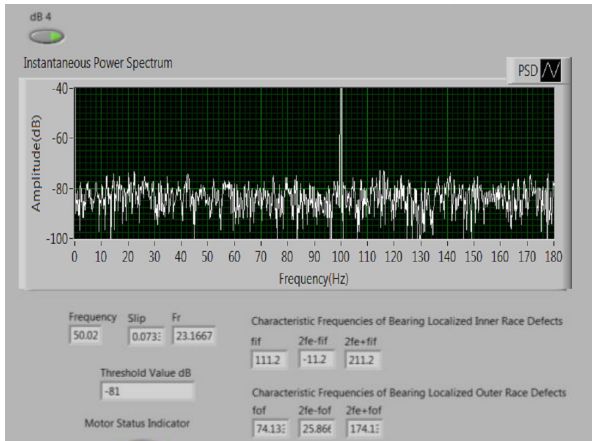 dB 4
Instantaneous Power Spectrum
PSD
Amplitude(dB)
-40
-60
-80
-100
0 10 20 30 40 50 60 70 80 90 100 110 120 130 140 150 160 170 180
Frequency(Hz)
Frequency Slip Fr
50.02 0.073 23.1667
Threshold Value dB
-81
Motor Status Indicator
Characteristic Frequencies of Bearing Localized Inner Race Defects
fif 2fe-fif 2fe+fif
111.2 -11.2 211.2
Characteristic Frequencies of Bearing Localized Outer Race Defects
fof 2fe-fof 2fe+fof
74.13 25.86 174.1